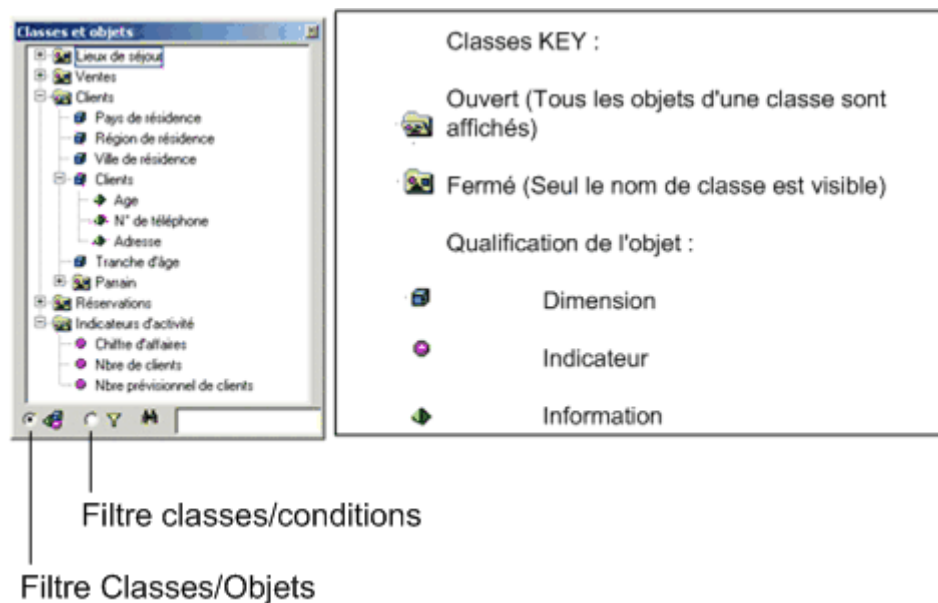 Classes et objets
Lieux de séjour
Ventes
Clients
Pays de résidence
Région de résidence
Ville de résidence
Clients
Age
N° de téléphone
Adresse
Tranche d'âge
Parrain
Réservations
Indicateurs d'activité
Chiffre d'affaires
Nbre de clients
Nbre prévisionnel de clients
Classes KEY :
Ouvert (Tous les objets d'une classe sont
affichés)
Fermé (Seul le nom de classe est visible)
Qualification de l'objet :
Dimension
Indicateur
Information
Filtre classes/conditions
Filtre Classes/Objets